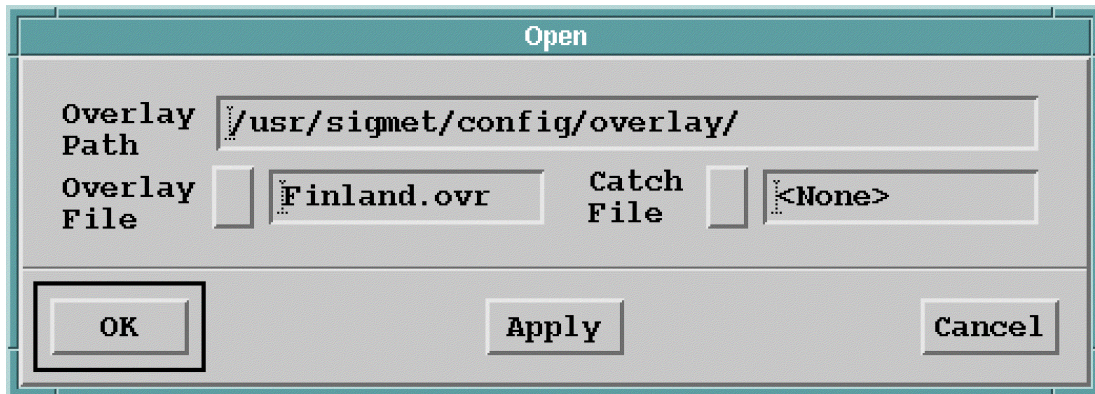 Open
Overlay Path
/usr/sigmet/config/overlay/
Overlay File
Finland.ovr
Catch File
<None>
OK
Apply
Cancel